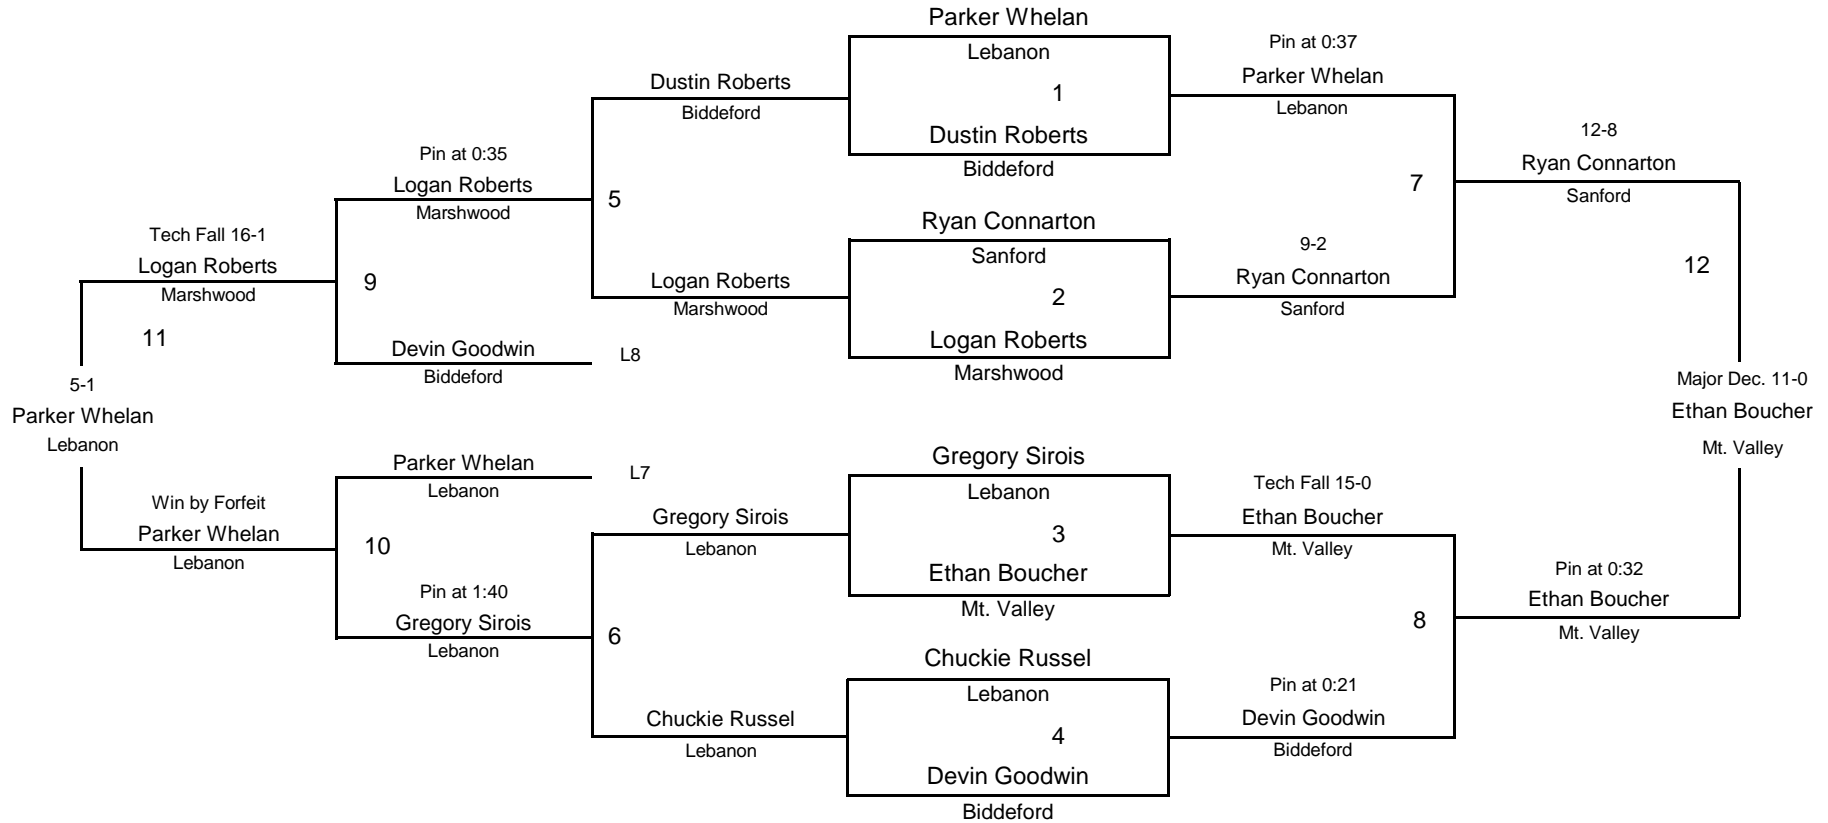 Parker Whelan
Lebanon
1
Dustin Roberts
Biddeford
Ryan Connarton
Sanford
2
Logan Roberts
Marshwood
Gregory Sirois
Lebanon
3
Ethan Boucher
Mt. Valley
Chuckie Russel
Lebanon
4
Devin Goodwin
Biddeford
Pin at 0:37
Parker Whelan
Lebanon
7
9-2
Ryan Connarton
Sanford
Tech Fall 15-0
Ethan Boucher
Mt. Valley
8
Pin at 0:21
Devin Goodwin
Biddeford
12-8
Ryan Connarton
Sanford
12
Pin at 0:32
Ethan Boucher
Mt. Valley
Major Dec. 11-0
Ethan Boucher
Mt. Valley
Dustin Roberts
Biddeford
5
Logan Roberts
Marshwood
Gregory Sirois
Lebanon
6
Chuckie Russel
Lebanon
Pin at 0:35
Logan Roberts
Marshwood
9
Devin Goodwin
L8
Biddeford
Parker Whelan
L7
Lebanon
10
Pin at 1:40
Gregory Sirois
Lebanon
Tech Fall 16-1
Logan Roberts
Marshwood
11
Win by Forfeit
Parker Whelan
Lebanon
5-1
Parker Whelan
Lebanon